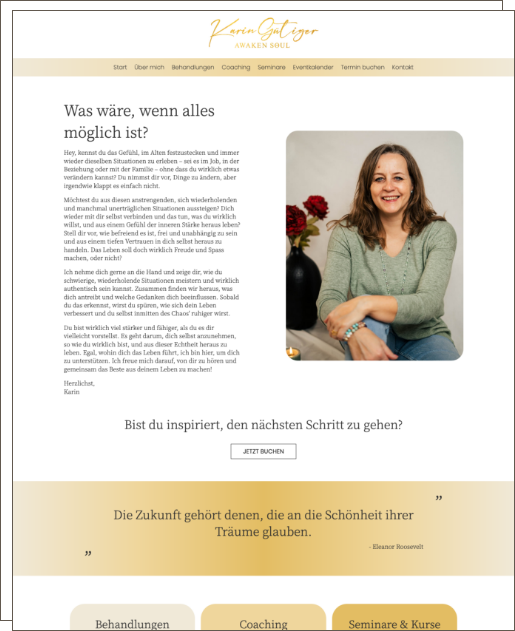 Karin Gätiger
AWAKEN SOUL
Start Über mich Behandlungen Coaching Seminare Eventkalender Termin buchen Kontakt
Was wäre, wenn alles
möglich ist?
Hey, kennst du das Gefühl, im Alten festzustecken und immer
wieder dieselben Situationen zu erleben – sei es im Job, in der
Beziehung oder mit der Familie – ohne dass du wirklich etwas
verändern kannst? Du nimmst dir vor, Dinge zu ändern, aber
irgendwie klappt es einfach nicht.
Möchtest du aus diesen anstrengenden, sich wiederholenden
und manchmal unerträglichen Situationen aussteigen? Dich
wieder mit dir selbst verbinden und das tun, was du wirklich
willst, und aus einem Gefühl der inneren Stärke heraus leben?
Stell dir vor, wie befreiend es ist, frei und unabhängig zu sein
und aus einem tiefen Vertrauen in dich selbst heraus zu
handeln. Das Leben soll doch wirklich Freude und Spass
machen, oder nicht?
Ich nehme dich gerne an die Hand und zeige dir, wie du
schwierige, wiederholende Situationen meistern und wirklich
authentisch sein kannst. Zusammen finden wir heraus, was
dich antreibt und welche Gedanken dich beeinflussen. Sobald
du das erkennst, wirst du spüren, wie sich dein Leben
verbessert und du selbst inmitten des Chaos' ruhiger wirst.
Du bist wirklich viel stärker und fähiger, als du es dir
vielleicht vorstellst. Es geht darum, dich selbst anzunehmen,
so wie du wirklich bist, und aus dieser Echtheit heraus zu
leben. Egal, wohin dich das Leben führt, ich bin hier, um dich
zu unterstützen. Ich freue mich darauf, von dir zu hören und
gemeinsam das Beste aus deinem Leben zu machen!
Herzlichst,
Karin
Bist du inspiriert, den nächsten Schritt zu gehen?
JETZT BUCHEN
”
Die Zukunft gehört denen, die an die Schönheit ihrer
Träume glauben.
- Eleanor Roosevelt
”
Behandlungen Coaching Seminare & Kurse